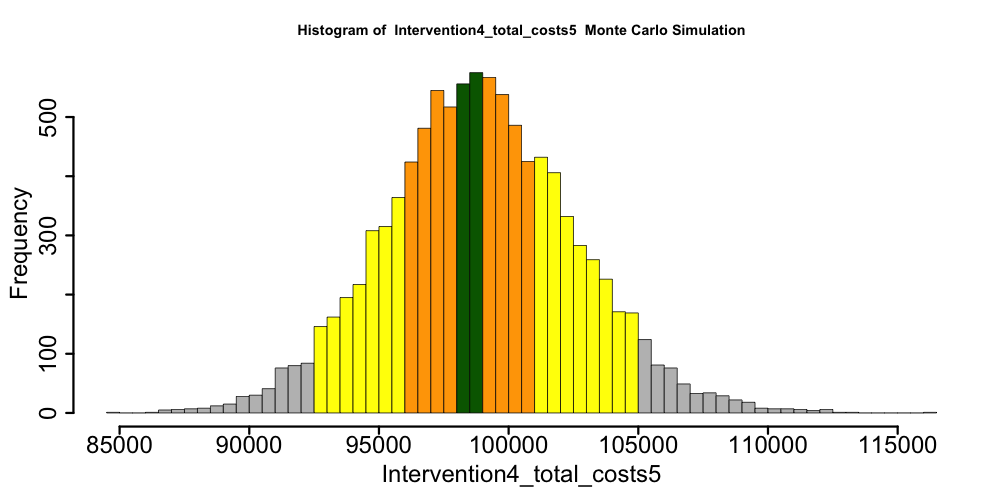 Histogram of  Intervention4_total_costs5  Monte Carlo Simulation
500
300
100
0
Frequency
85000 90000 95000 100000 105000 110000 115000
Intervention4_total_costs5